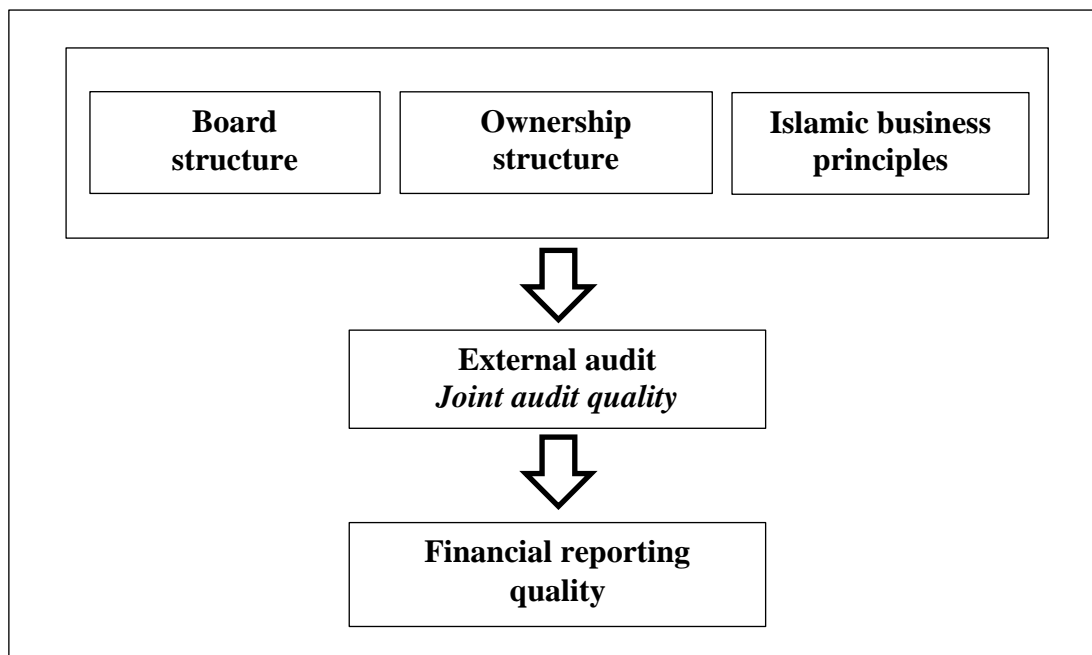 Board
structure
Ownership
structure
Islamic business
principles
External audit
Joint audit quality
Financial reporting
quality